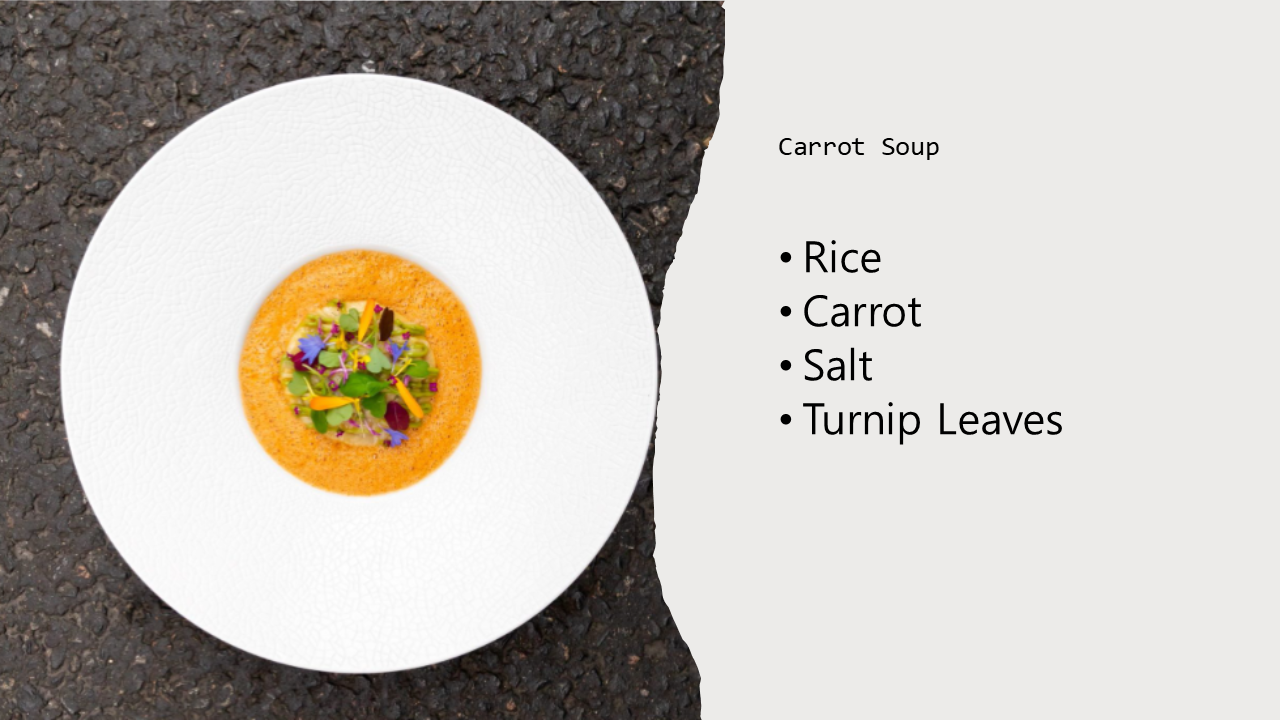 Carrot Soup
• Rice
• Carrot
• Salt
• Turnip Leaves